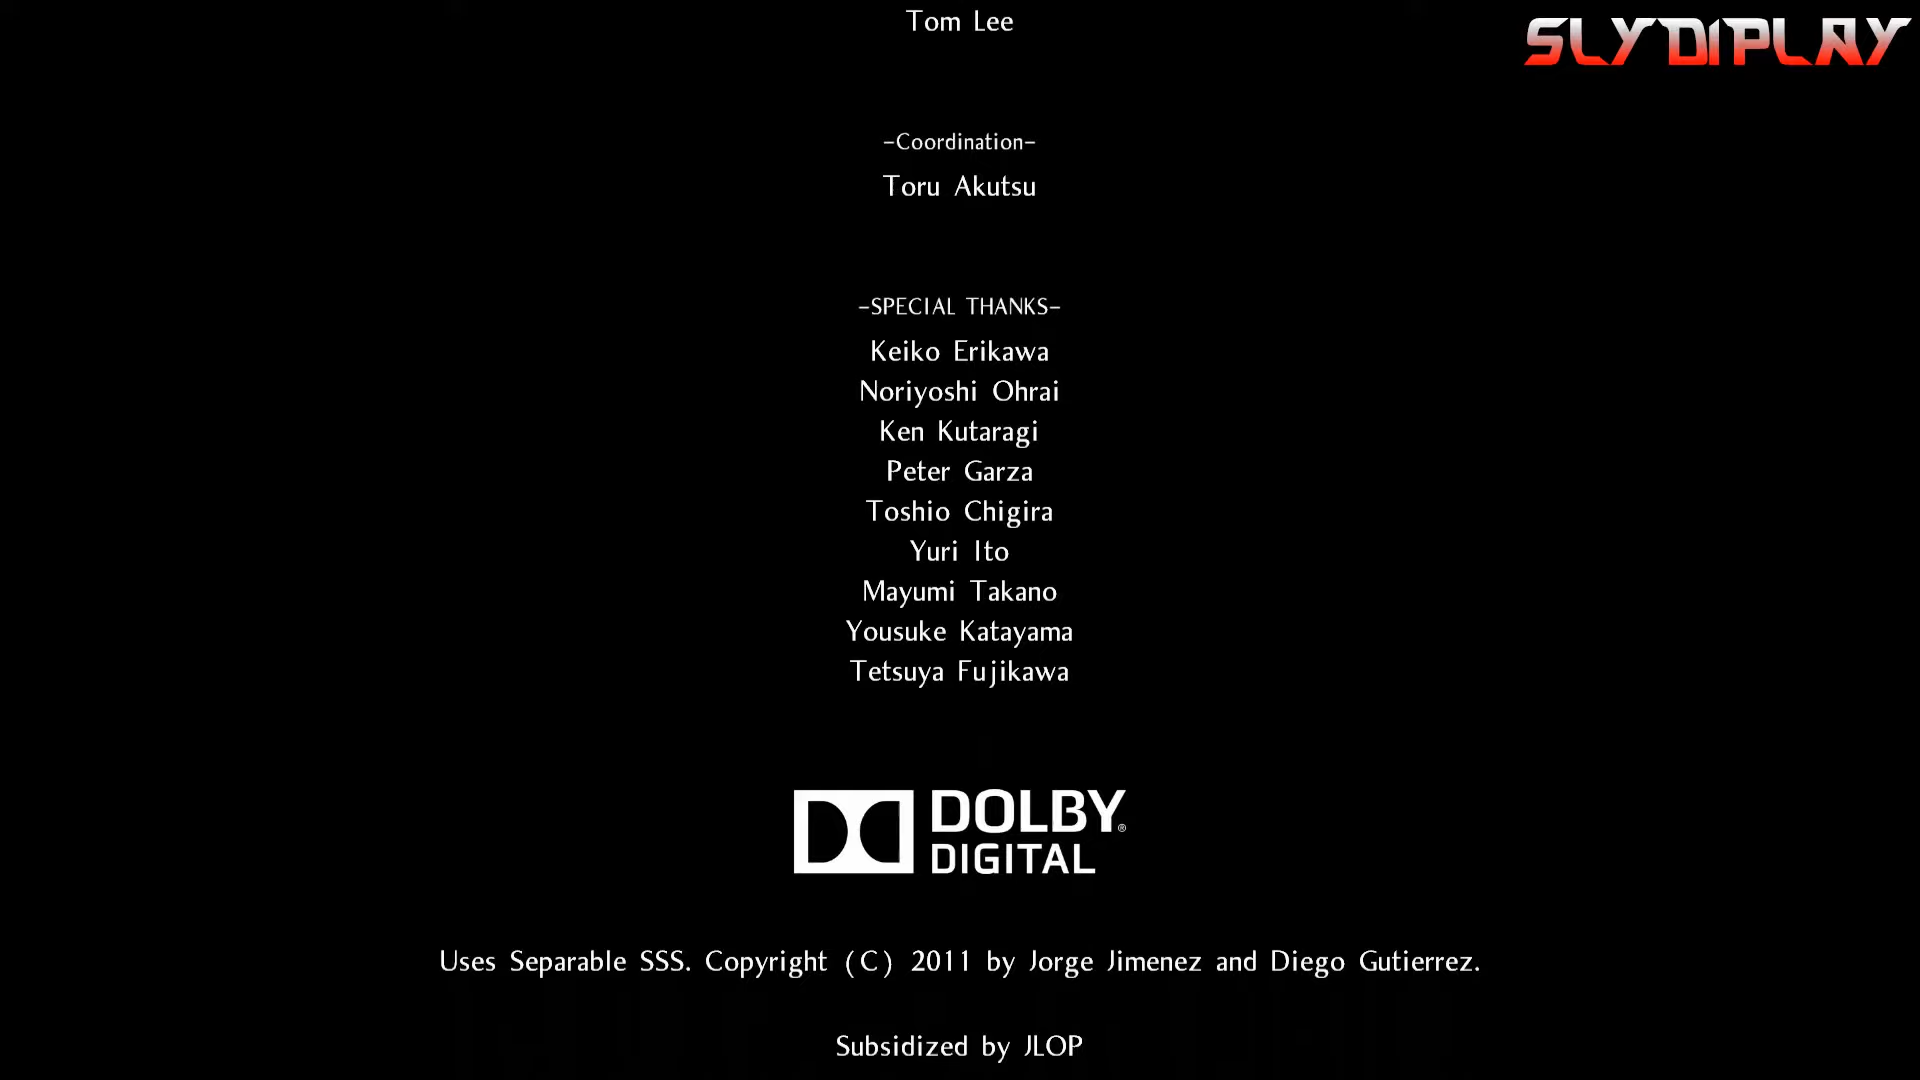 Tom Lee
SLYDIPLAY
-Coordination-
Toru Akutsu
-SPECIAL THANKS-
Keiko Erikawa
Noriyoshi Ohrai
Ken Kutaragi
Peter Garza
Toshio Chigira
Yuri Ito
Mayumi Takano
Yousuke Katayama
Tetsuya Fujikawa
DOLBY®
DIGITAL
Uses Separable SSS. Copyright (C) 2011 by Jorge Jimenez and Diego Gutierrez.
Subsidized by JLOP